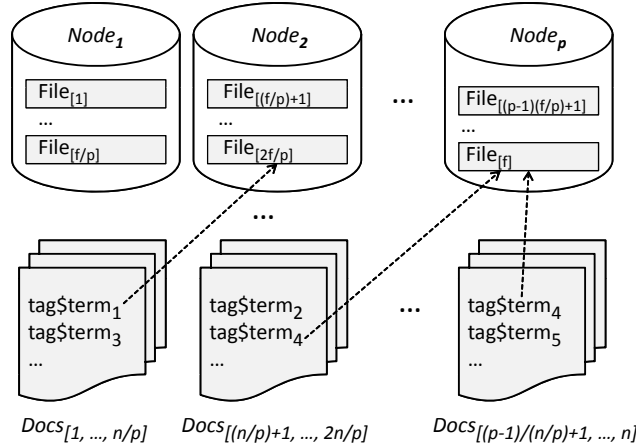 Node1 Node2 Nodep
File[1] File[(f/p)+1] File[(p-1)(f/p)+1]
... ... ... ...
File[f/p] File[2f/p] File[f]
...
tag$term1 tag$term2 ... tag$term4
tag$term3 tag$term4 tag$term5
... ... ...
Docs[1, ..., n/p] Docs[(n/p)+1, ..., 2n/p] Docs[(p-1)/(n/p)+1, ..., n]